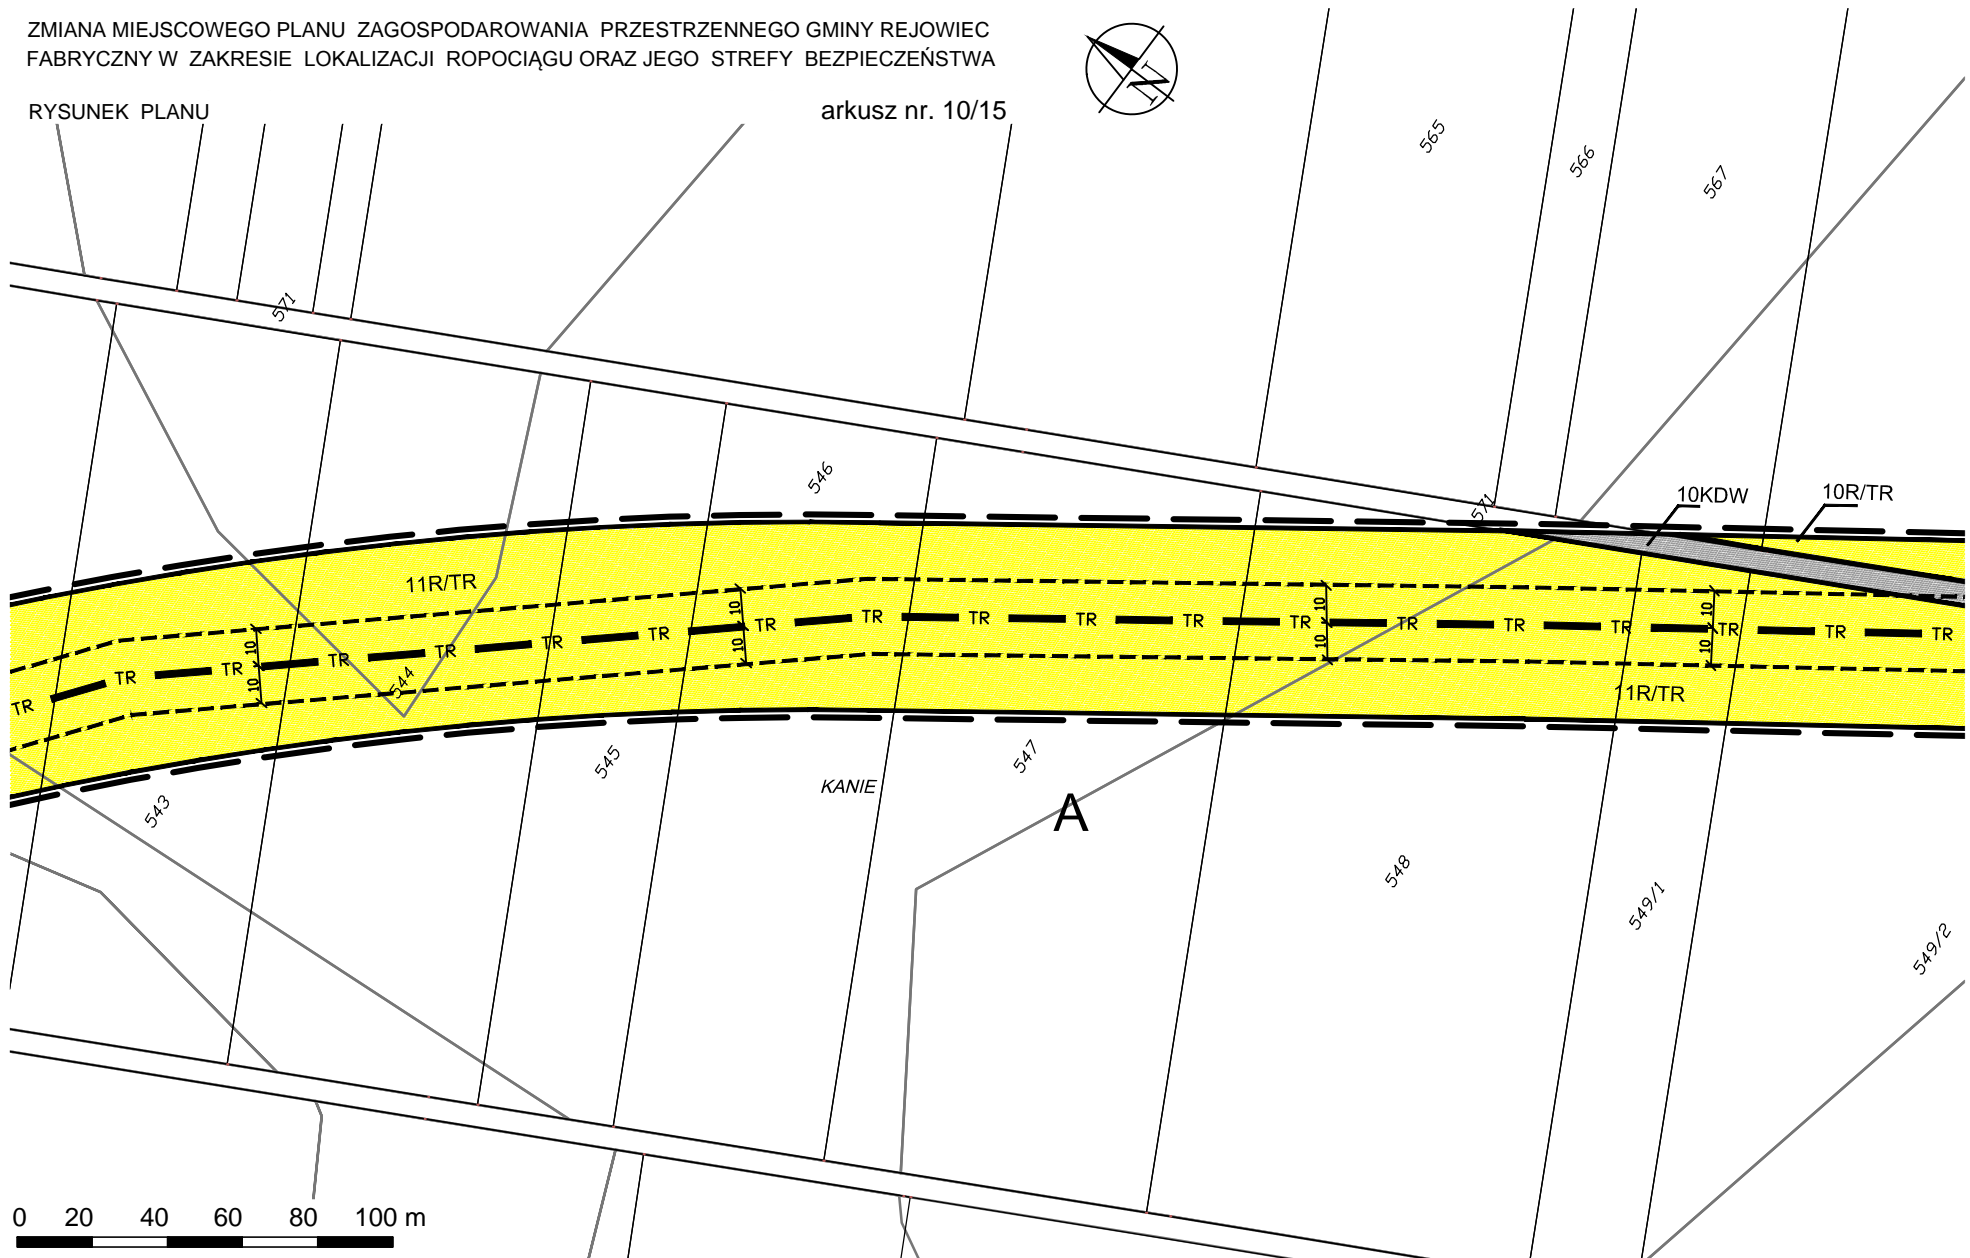 ZMIANA MIEJSCOWEGO PLANU ZAGOSPODAROWANIA PRZESTRZENNEGO GMINY REJOWIEC
FABRYCZNY W ZAKRESIE LOKALIZACJI ROPOCIĄGU ORAZ JEGO STREFY BEZPIECZEŃSTWA
RYSUNEK PLANU
arkusz nr. 10/15
N
565
566
567
571
546
571
10KDW
10R/TR
11R/TR
10 10 10 10
TR TR TR TR TR TR TR TR TR TR TR TR TR TR TR TR TR TR TR
10 10 10 10
544
11R/TR
543
545
KANIE
547
A
548
549/1
549/2
0 20 40 60 80 100 m